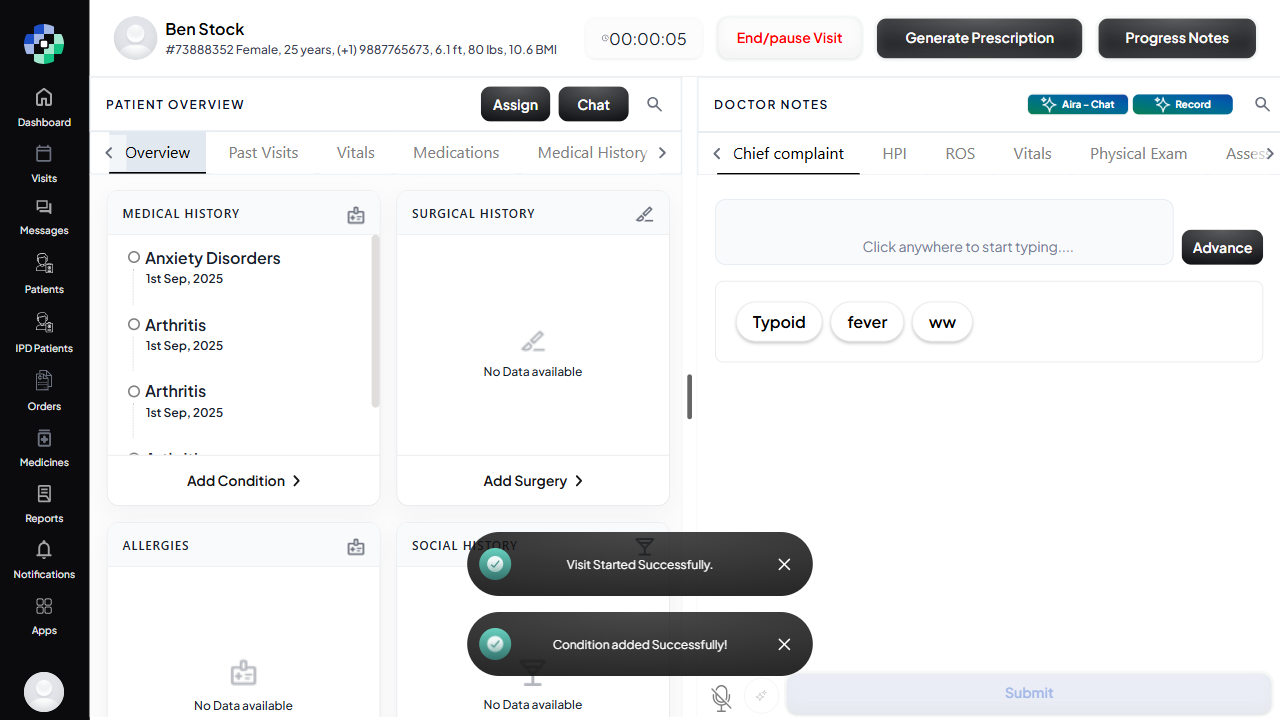 Ben Stock
#73888352 Female, 25 years, (+1) 9887765673, 6.1 ft, 80 lbs, 10.6 BMI
00:00:05
End/pause Visit
Generate Prescription
Progress Notes
Dashboard
Visits
Messages
Patients
IPD Patients
Orders
Medicines
Reports
Notifications
Apps
PATIENT OVERVIEW
Assign
Chat
Overview
Past Visits
Vitals
Medications
Medical History
MEDICAL HISTORY
Anxiety Disorders
1st Sep, 2025
Arthritis
1st Sep, 2025
Arthritis
1st Sep, 2025
Add Condition
SURGICAL HISTORY
No Data available
Add Surgery
ALLERGIES
No Data available
SOCIAL HISTORY
No Data available
DOCTOR NOTES
Aira - Chat
Record
Chief complaint
HPI
ROS
Vitals
Physical Exam
Asses
Click anywhere to start typing....
Advance
Typoid
fever
ww
Visit Started Successfully.
Condition added Successfully!
Submit